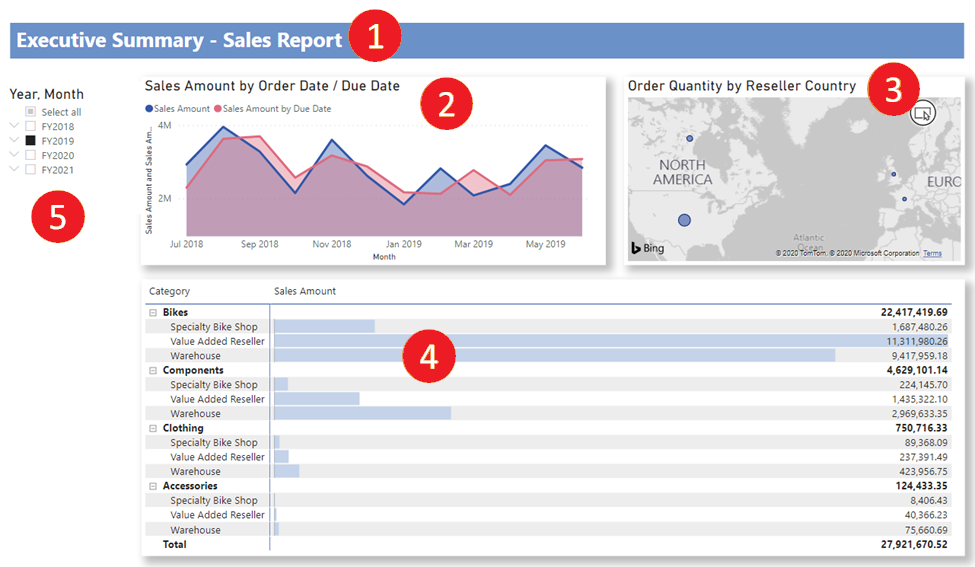 Executive Summary - Sales Report
1
Year, Month
Select all
FY2018
FY2019
FY2020
FY2021
5
Sales Amount by Order Date / Due Date
2
Sales Amount Sales Amount by Due Date
Sales Amount and Sales Am...
4M
2M
Jul 2018 Sep 2018 Nov 2018 Jan 2019 Mar 2019 May 2019
Month
Order Quantity by Reseller Country
3
NORTH
AMERICA
EURO
Atlantic
Ocean
Bing
© 2020 TomTom, © 2020 Microsoft Corporation Terms
Category Sales Amount
Bikes 22,417,419.69
Specialty Bike Shop 1,687,480.26
Value Added Reseller 11,311,980.26
Warehouse 9,417,959.18
4
Components 4,629,101.14
Specialty Bike Shop 224,145.70
Value Added Reseller 1,435,322.10
Warehouse 2,969,633.35
Clothing 750,716.33
Specialty Bike Shop 89,368.09
Value Added Reseller 237,391.49
Warehouse 423,956.75
Accessories 124,433.35
Specialty Bike Shop 8,406.43
Value Added Reseller 40,366.23
Warehouse 75,660.69
Total 27,921,670.52